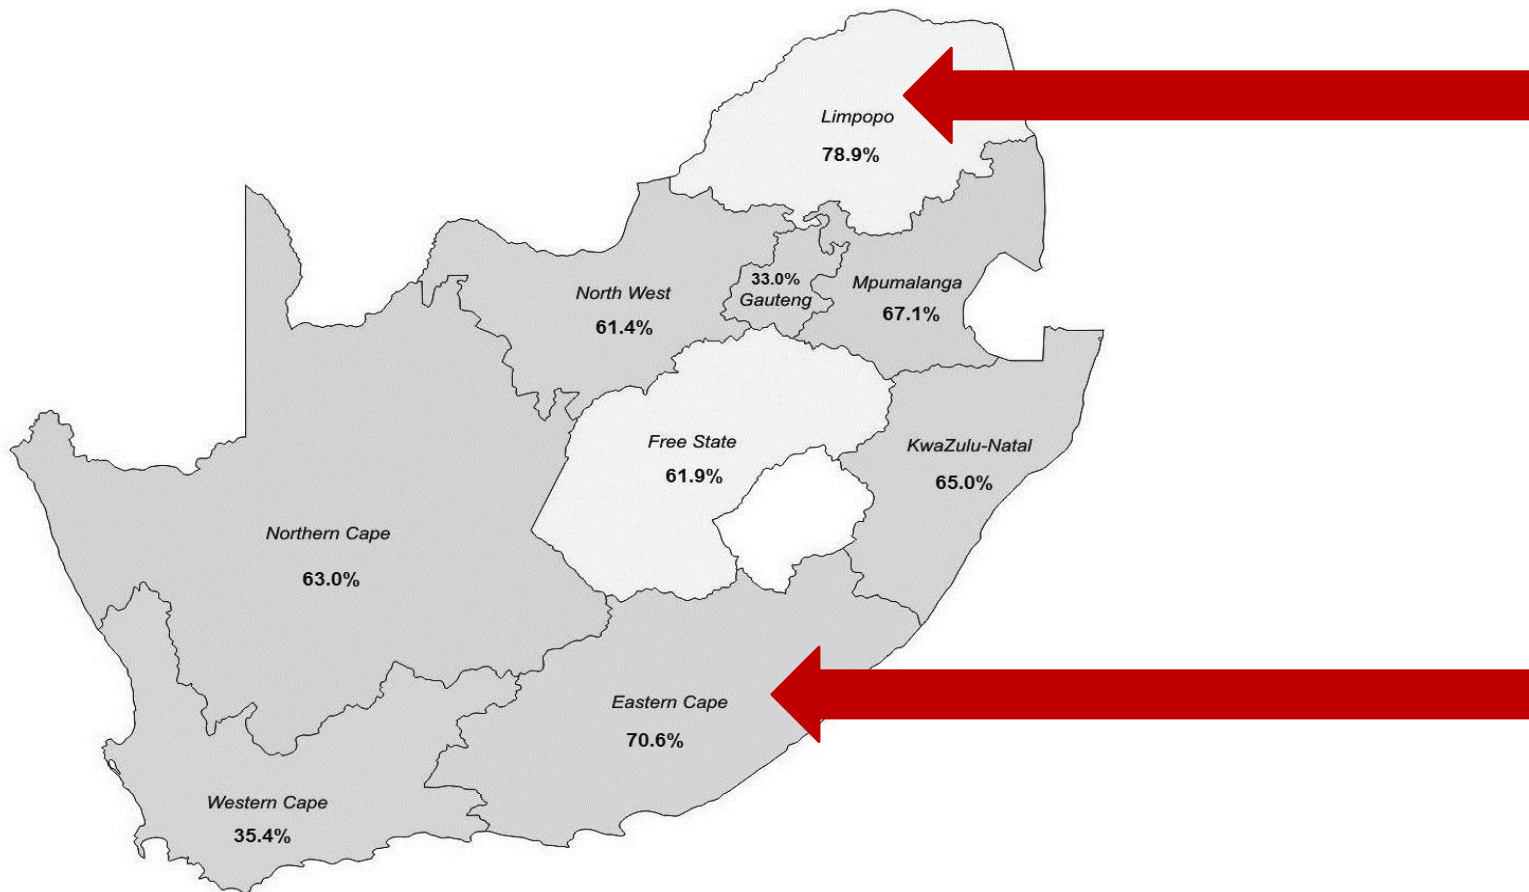 Limpopo
78.9%
33.0%
Gauteng
Mpumalanga
67.1%
North West
61.4%
Free State
61.9%
KwaZulu-Natal
65.0%
Northern Cape
63.0%
Eastern Cape
70.6%
Western Cape
35.4%